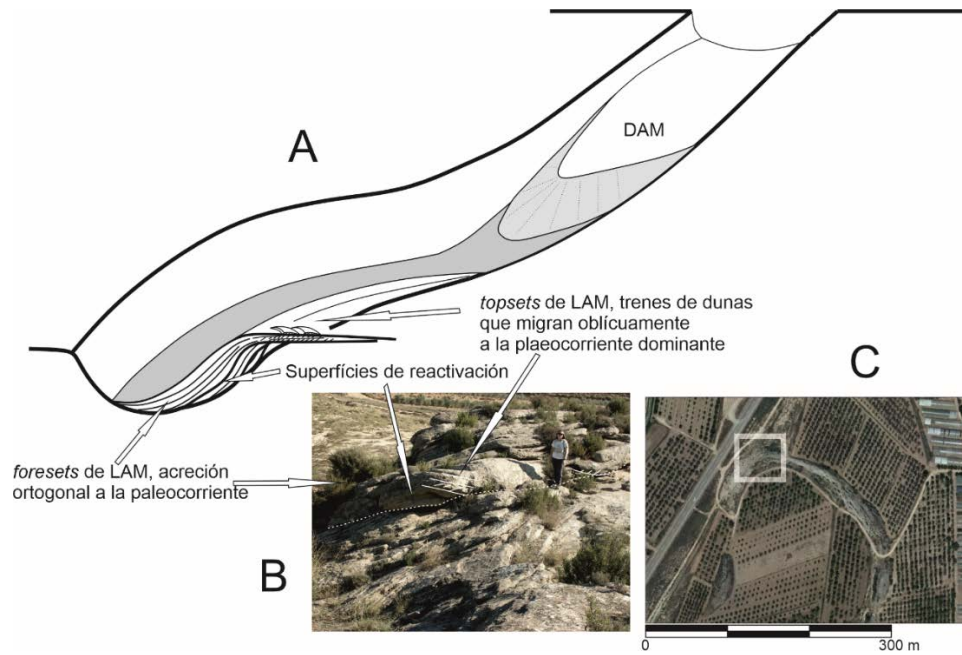 A
DAM
topsets de LAM, trenes de dunas
que migran oblícuamente
a la plaeocorriente dominante
C
Superfícies de reactivación
foresets de LAM, acreción
ortogonal a la paleocorriente
B
0
300 m